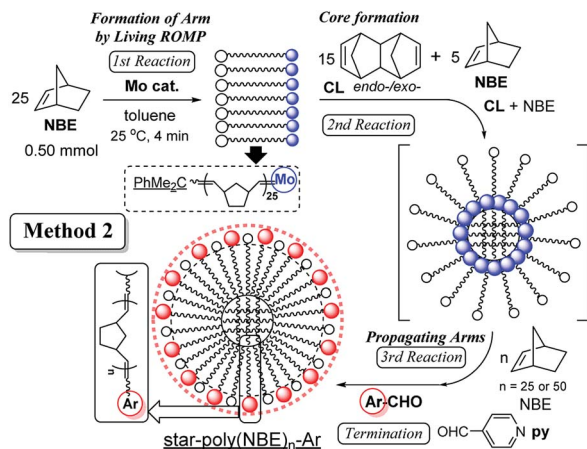 Formation of Arm
by Living ROMP
1st Reaction
25
NBE
0.50 mmol
Mo cat.
toluene
25 °C, 4 min
PhMe2C
25
Mo
Core formation
15
CL endo-/exo-
+ 5
NBE
CL + NBE
2nd Reaction
Method 2
n
Ar
star-poly(NBE)n-Ar
Propagating Arms
3rd Reaction
n
n = 25 or 50
NBE
Ar-CHO
Termination
OHC
N
py